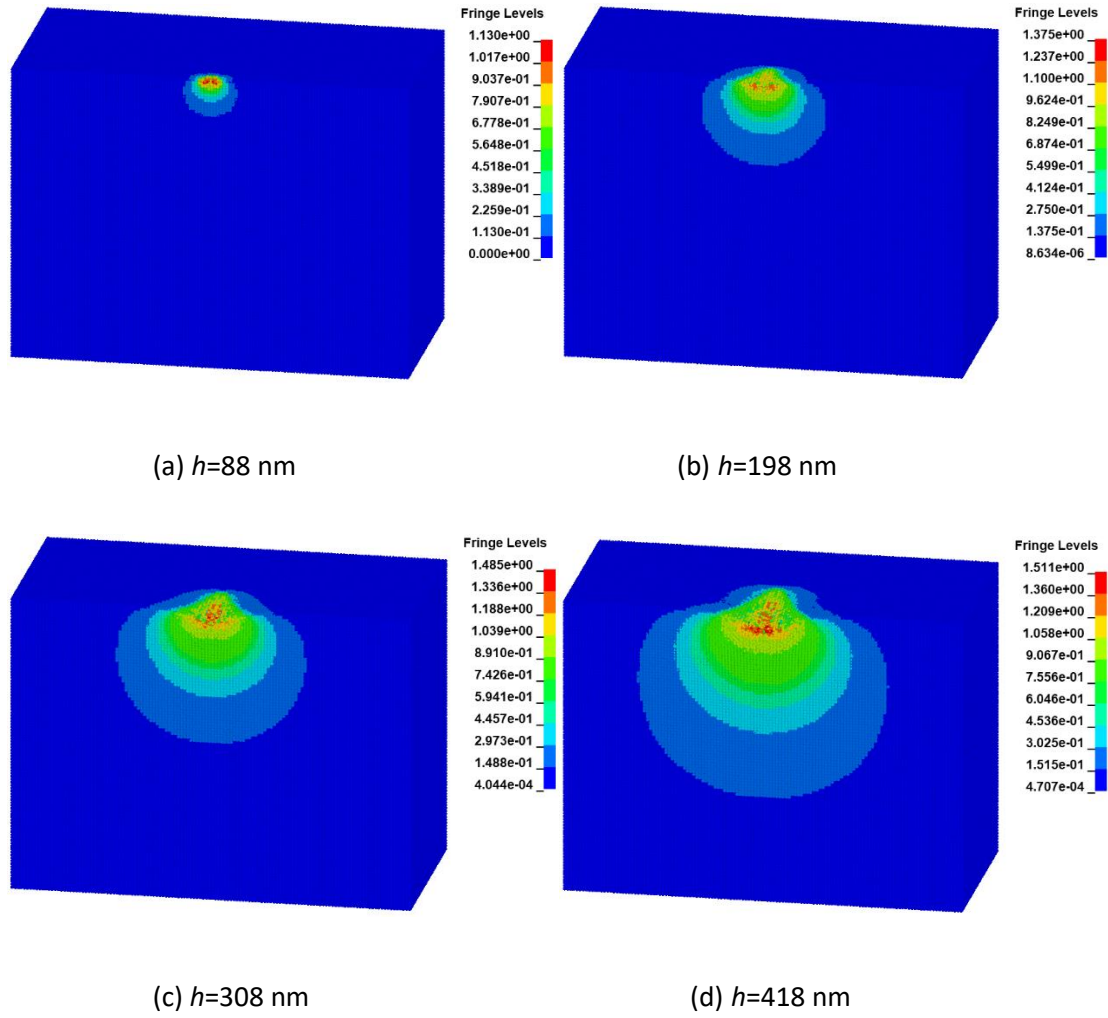 Fringe Levels
1.130e+00
1.017e+00
9.037e-01
7.907e-01
6.778e-01
5.648e-01
4.518e-01
3.389e-01
2.259e-01
1.130e-01
0.000e+00
Fringe Levels
1.375e+00
1.237e+00
1.100e+00
9.624e-01
8.249e-01
6.874e-01
5.499e-01
4.124e-01
2.750e-01
1.375e-01
8.634e-06
(a) h=88 nm
(b) h=198 nm
Fringe Levels
1.485e+00
1.336e+00
1.188e+00
1.039e+00
8.910e-01
7.426e-01
5.941e-01
4.457e-01
2.973e-01
1.488e-01
4.044e-04
Fringe Levels
1.511e+00
1.360e+00
1.209e+00
1.058e+00
9.067e-01
7.556e-01
6.046e-01
4.536e-01
3.025e-01
1.515e-01
4.707e-04
(c) h=308 nm
(d) h=418 nm